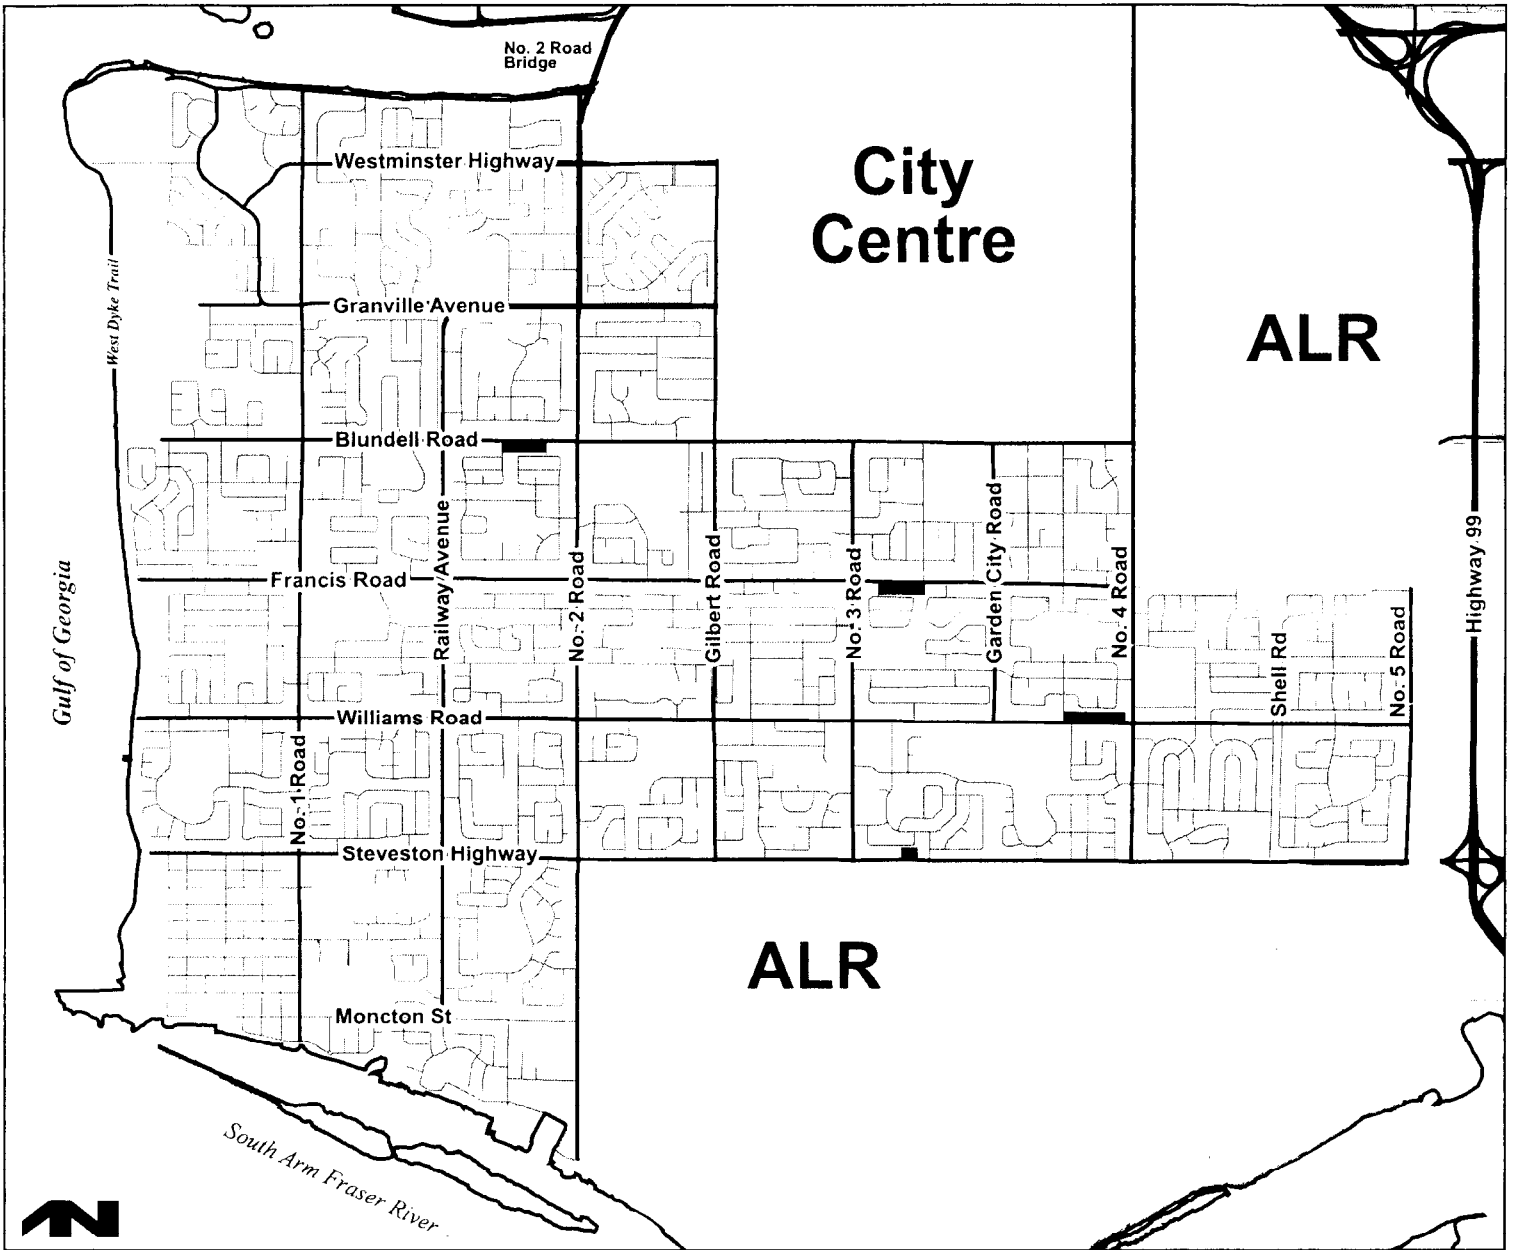 No. 2 Road
Bridge
City
Centre
Westminster Highway
West Dyke Trail
Granville Avenue
ALR
Blundell Road
Railway Avenue
Garden City Road
Highway 99
Gulf of Georgia
Francis Road
No. 2 Road
Gilbert Road
No. 3 Road
No. 4 Road
Shell Rd
No. 5 Road
Williams Road
No. 1 Road
Steveston Highway
ALR
Moncton St
South Arm Fraser River
N